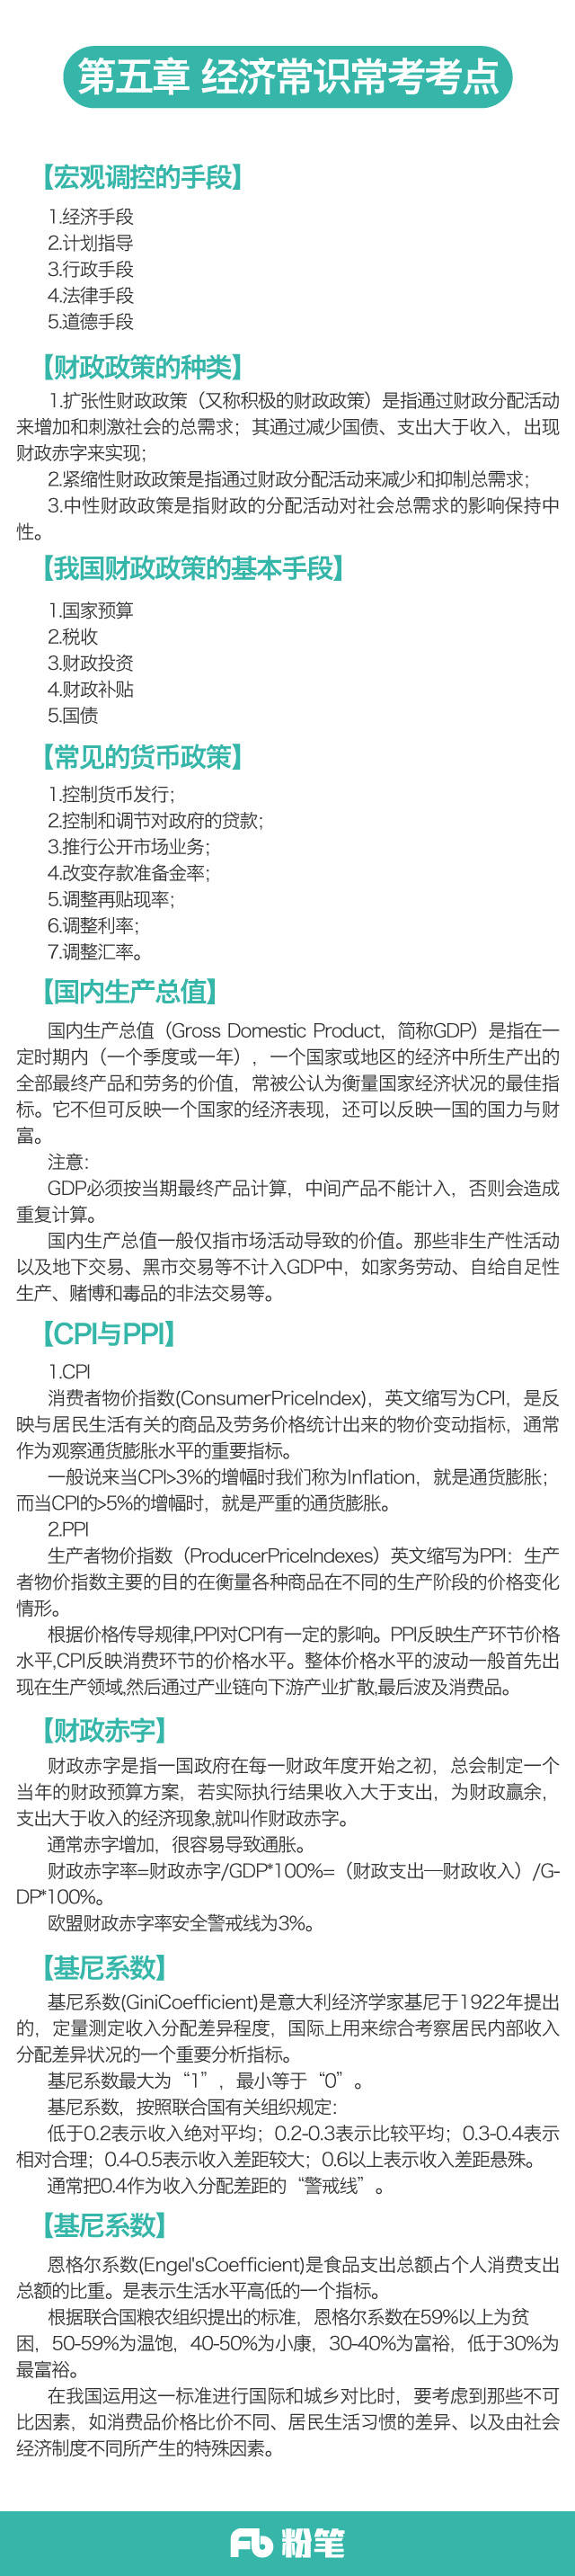 第五章 经济常识常考考点
【宏观调控的手段】
1.经济手段
2.计划指导
3.行政手段
4.法律手段
5.道德手段
【财政政策的种类】
1.扩张性财政政策（又称积极的财政政策）是指通过财政分配活动
来增加和刺激社会的总需求；其通过减少国债、支出大于收入，出现
财政赤字来实现；
2.紧缩性财政政策是指通过财政分配活动来减少和抑制总需求；
3.中性财政政策是指财政的分配活动对社会总需求的影响保持中
性。
【我国财政政策的基本手段】
1.国家预算
2.税收
3.财政投资
4.财政补贴
5.国债
【常见的货币政策】
1.控制货币发行；
2.控制和调节对政府的贷款；
3.推行公开市场业务；
4.改变存款准备金率；
5.调整再贴现率；
6.调整利率；
7.调整汇率。
【国内生产总值】
国内生产总值（Gross Domestic Product，简称GDP）是指在一
定时期内（一个季度或一年），一个国家或地区的经济中所生产出的
全部最终产品和劳务的价值，常被公认为衡量国家经济状况的最佳指
标。它不但可反映一个国家的经济表现，还可以反映一国的国力与财
富。
注意：
GDP必须按当期最终产品计算，中间产品不能计入，否则会造成
重复计算。
国内生产总值一般仅指市场活动导致的价值。那些非生产性活动
以及地下交易、黑市交易等不计入GDP中，如家务劳动、自给自足性
生产、赌博和毒品的非法交易等。
【CPI与PPI】
1.CPI
消费者物价指数(ConsumerPriceIndex)，英文缩写为CPI，是反
映与居民生活有关的商品及劳务价格统计出来的物价变动指标，通常
作为观察通货膨胀水平的重要指标。
一般说来当CPI>3%的增幅时我们称为Inflation，就是通货膨胀；
而当CPI的>5%的增幅时，就是严重的通货膨胀。
2.PPI
生产者物价指数（ProducerPriceIndexes）英文缩写为PPI：生产
者物价指数主要的目的在衡量各种商品在不同的生产阶段的价格变化
情形。
根据价格传导规律,PPI对CPI有一定的影响。PPI反映生产环节价格
水平,CPI反映消费环节的价格水平。整体价格水平的波动一般首先出
现在生产领域,然后通过产业链向下游产业扩散,最后波及消费品。
【财政赤字】
财政赤字是指一国政府在每一财政年度开始之初，总会制定一个
当年的财政预算方案，若实际执行结果收入大于支出，为财政赢余，
支出大于收入的经济现象,就叫作财政赤字。
通常赤字增加，很容易导致通胀。
财政赤字率=财政赤字/GDP*100%=（财政支出—财政收入）/G-
DP*100%。
欧盟财政赤字率安全警戒线为3%。
【基尼系数】
基尼系数(GiniCoefficient)是意大利经济学家基尼于1922年提出
的，定量测定收入分配差异程度，国际上用来综合考察居民内部收入
分配差异状况的一个重要分析指标。
基尼系数最大为“1”，最小等于“0”。
基尼系数，按照联合国有关组织规定：
低于0.2表示收入绝对平均；0.2-0.3表示比较平均；0.3-0.4表示
相对合理；0.4-0.5表示收入差距较大；0.6以上表示收入差距悬殊。
通常把0.4作为收入分配差距的“警戒线”。
【基尼系数】
恩格尔系数(Engel'sCoefficient)是食品支出总额占个人消费支出
总额的比重。是表示生活水平高低的一个指标。
根据联合国粮农组织提出的标准，恩格尔系数在59%以上为贫
困，50-59%为温饱，40-50%为小康，30-40%为富裕，低于30%为
最富裕。
在我国运用这一标准进行国际和城乡对比时，要考虑到那些不可
比因素，如消费品价格比价不同、居民生活习惯的差异、以及由社会
经济制度不同所产生的特殊因素。
Fb 粉笔